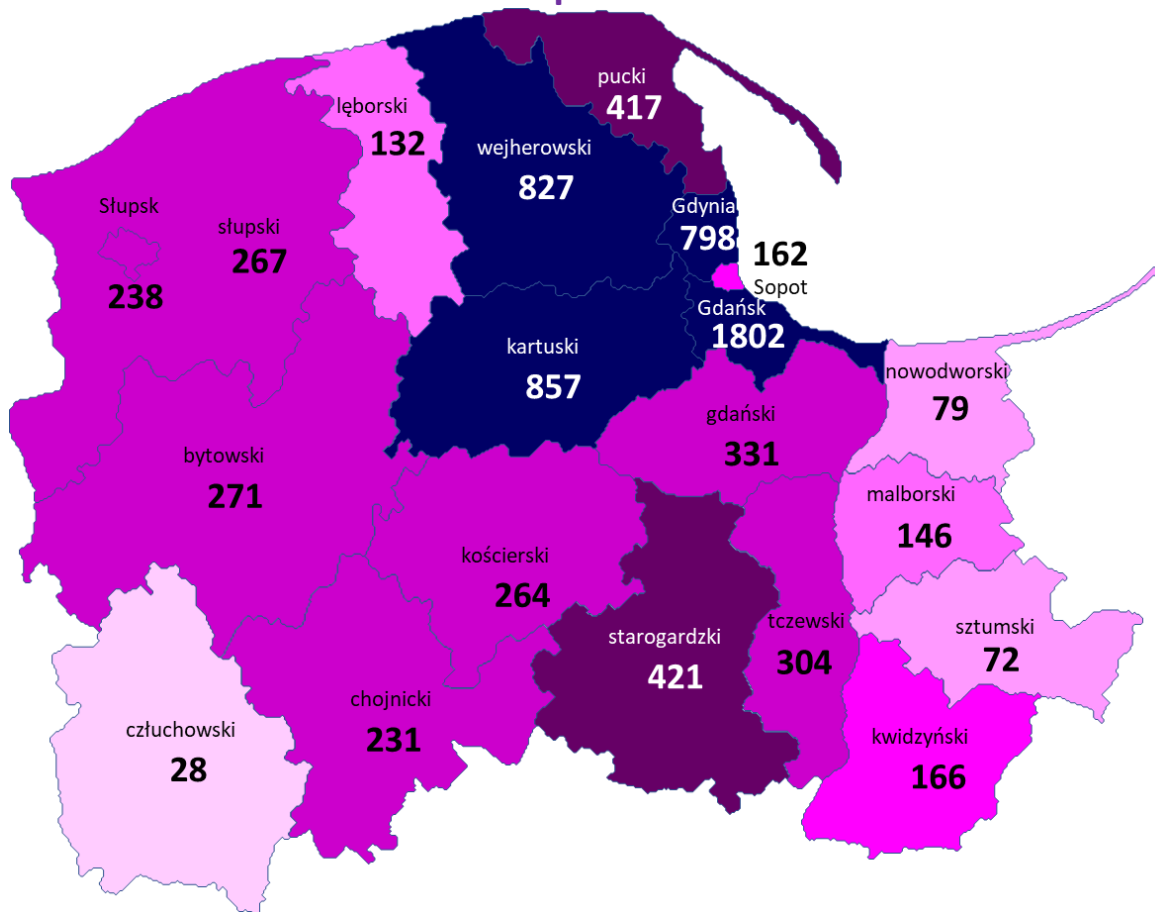 pucki
417
lęborski
132
wejherowski
827
Słupsk
238
słupski
267
Gdynia
798
162
Sopot
Gdańsk
1802
kartuski
857
nowodworski
79
gdański
331
bytowski
271
malborski
146
kościerski
264
starogardzki
421
tczewski
304
sztumski
72
chojnicki
231
człuchowski
28
kwidzyński
166